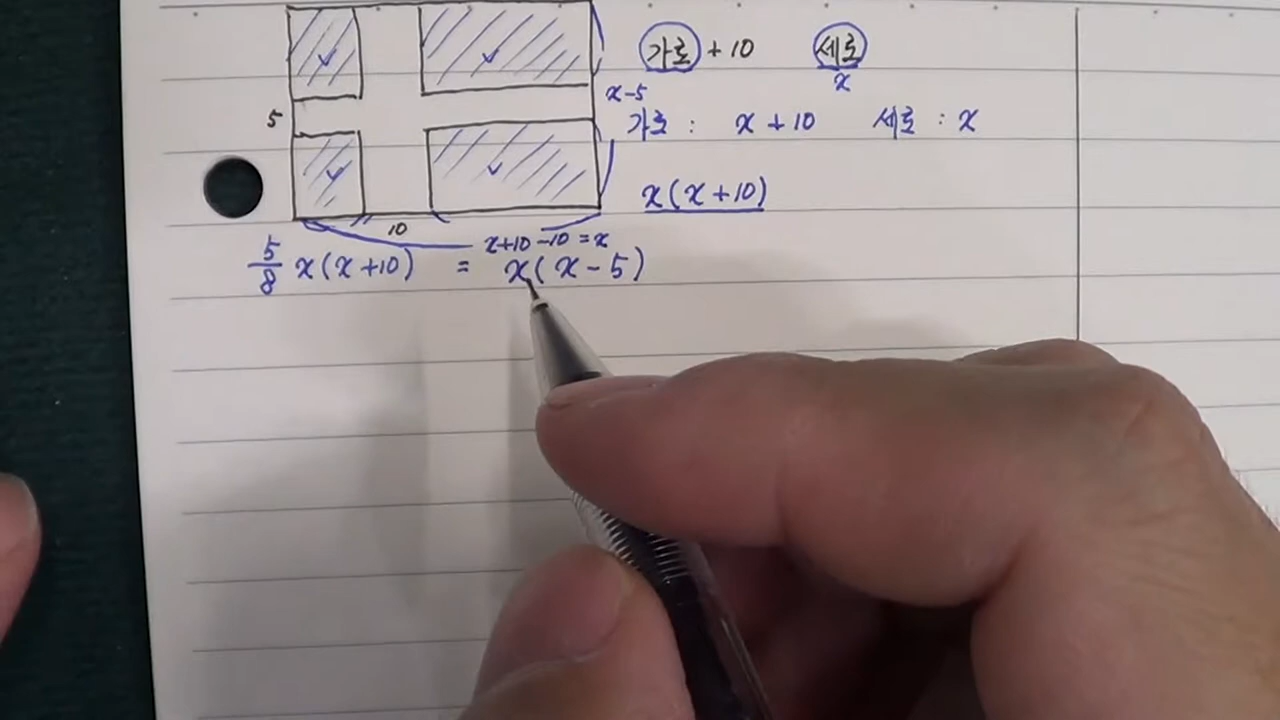 가로 + 10 세로
x
x-5
5
가로 : x + 10 세로 : x
x(x+10)
10
x+10-10 = x
5/8 x(x+10) = x(x-5)